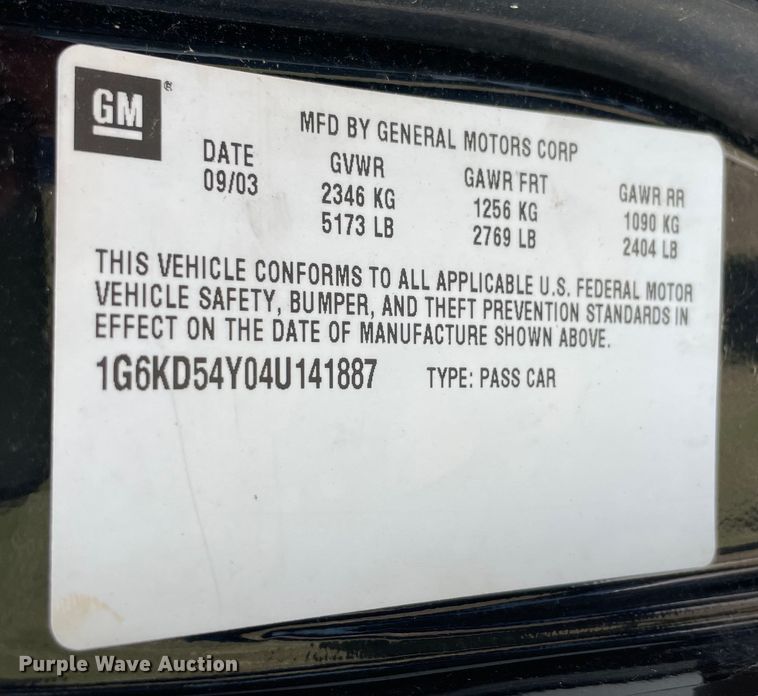 GM®
MFD BY GENERAL MOTORS CORP
DATE GVWR GAWR FRT GAWR RR
09/03 2346 KG 1256 KG 1090 KG
5173 LB 2769 LB 2404 LB
THIS VEHICLE CONFORMS TO ALL APPLICABLE U.S. FEDERAL MOTOR
VEHICLE SAFETY, BUMPER, AND THEFT PREVENTION STANDARDS IN
EFFECT ON THE DATE OF MANUFACTURE SHOWN ABOVE.
1G6KD54Y04U141887 TYPE: PASS CAR
Purple Wave Auction